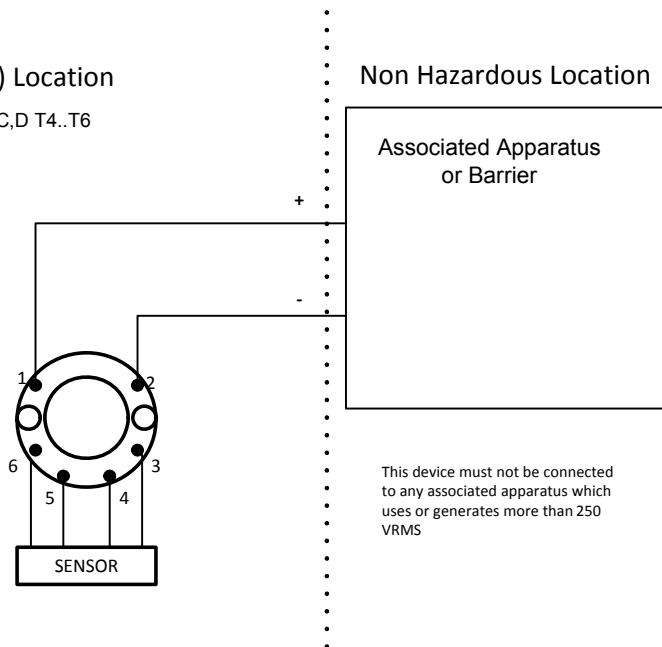 ) Location
Non Hazardous Location
C,D T4..T6
Associated Apparatus
or Barrier
+
-
1
2
6
3
5
4
SENSOR
This device must not be connected
to any associated apparatus which
uses or generates more than 250
VRMS